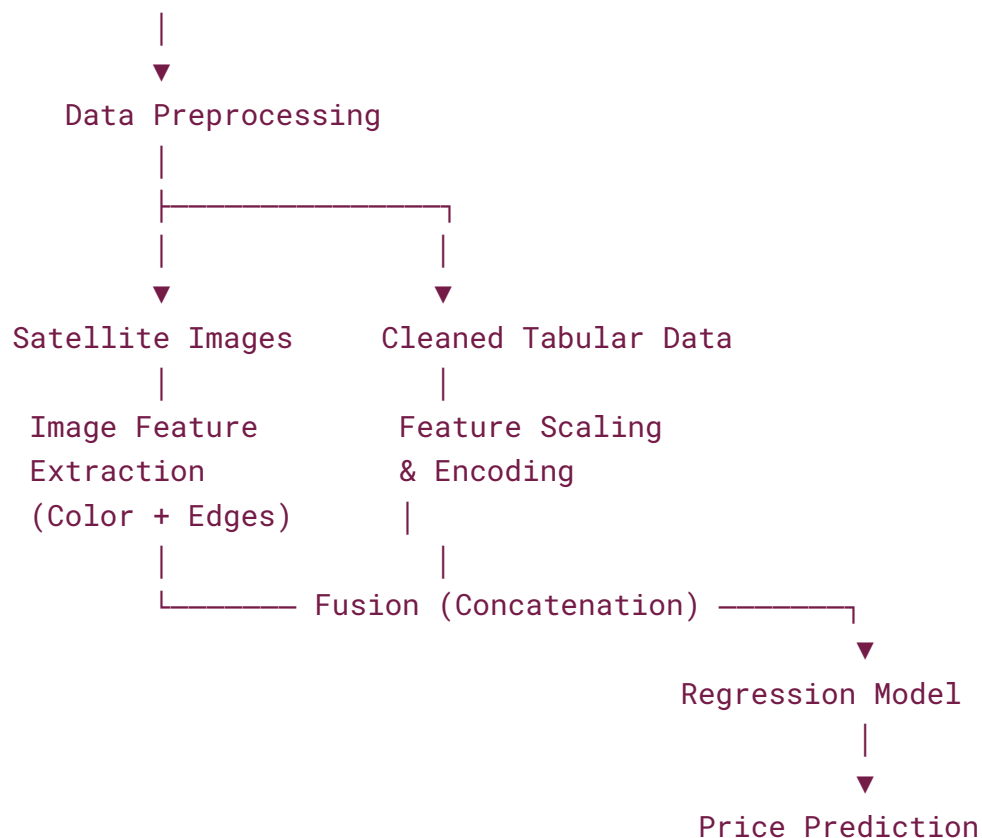 Data Preprocessing
Satellite Images Cleaned Tabular Data
Image Feature Feature Scaling
Extraction & Encoding
(Color + Edges)
Fusion (Concatenation)
Regression Model
Price Prediction